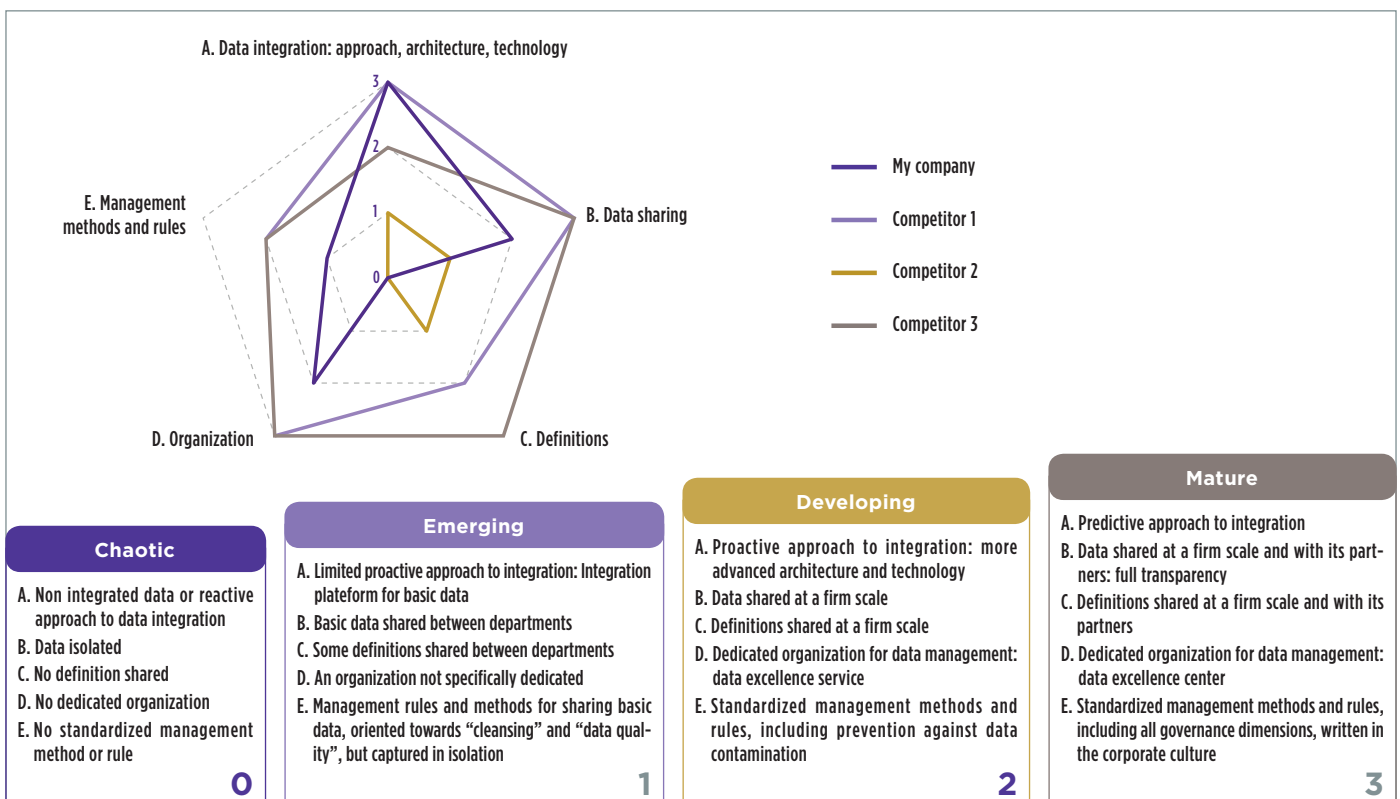 A. Data integration: approach, architecture, technology
3
2
1
0
E. Management
methods and rules
B. Data sharing
D. Organization
C. Definitions
My company
Competitor 1
Competitor 2
Competitor 3
Chaotic
A. Non integrated data or reactive
approach to data integration
B. Data isolated
C. No definition shared
D. No dedicated organization
E. No standardized management
method or rule
0
Emerging
A. Limited proactive approach to integration: Integration
plateform for basic data
B. Basic data shared between departments
C. Some definitions shared between departments
D. An organization not specifically dedicated
E. Management rules and methods for sharing basic
data, oriented towards “cleansing” and “data qual-
ity”, but captured in isolation
1
Developing
A. Proactive approach to integration: more
advanced architecture and technology
B. Data shared at a firm scale
C. Definitions shared at a firm scale
D. Dedicated organization for data management:
data excellence service
E. Standardized management methods and
rules, including prevention against data
contamination
2
Mature
A. Predictive approach to integration
B. Data shared at a firm scale and with its part-
ners: full transparency
C. Definitions shared at a firm scale and with its
partners
D. Dedicated organization for data management:
data excellence center
E. Standardized management methods and rules,
including all governance dimensions, written in
the corporate culture
3